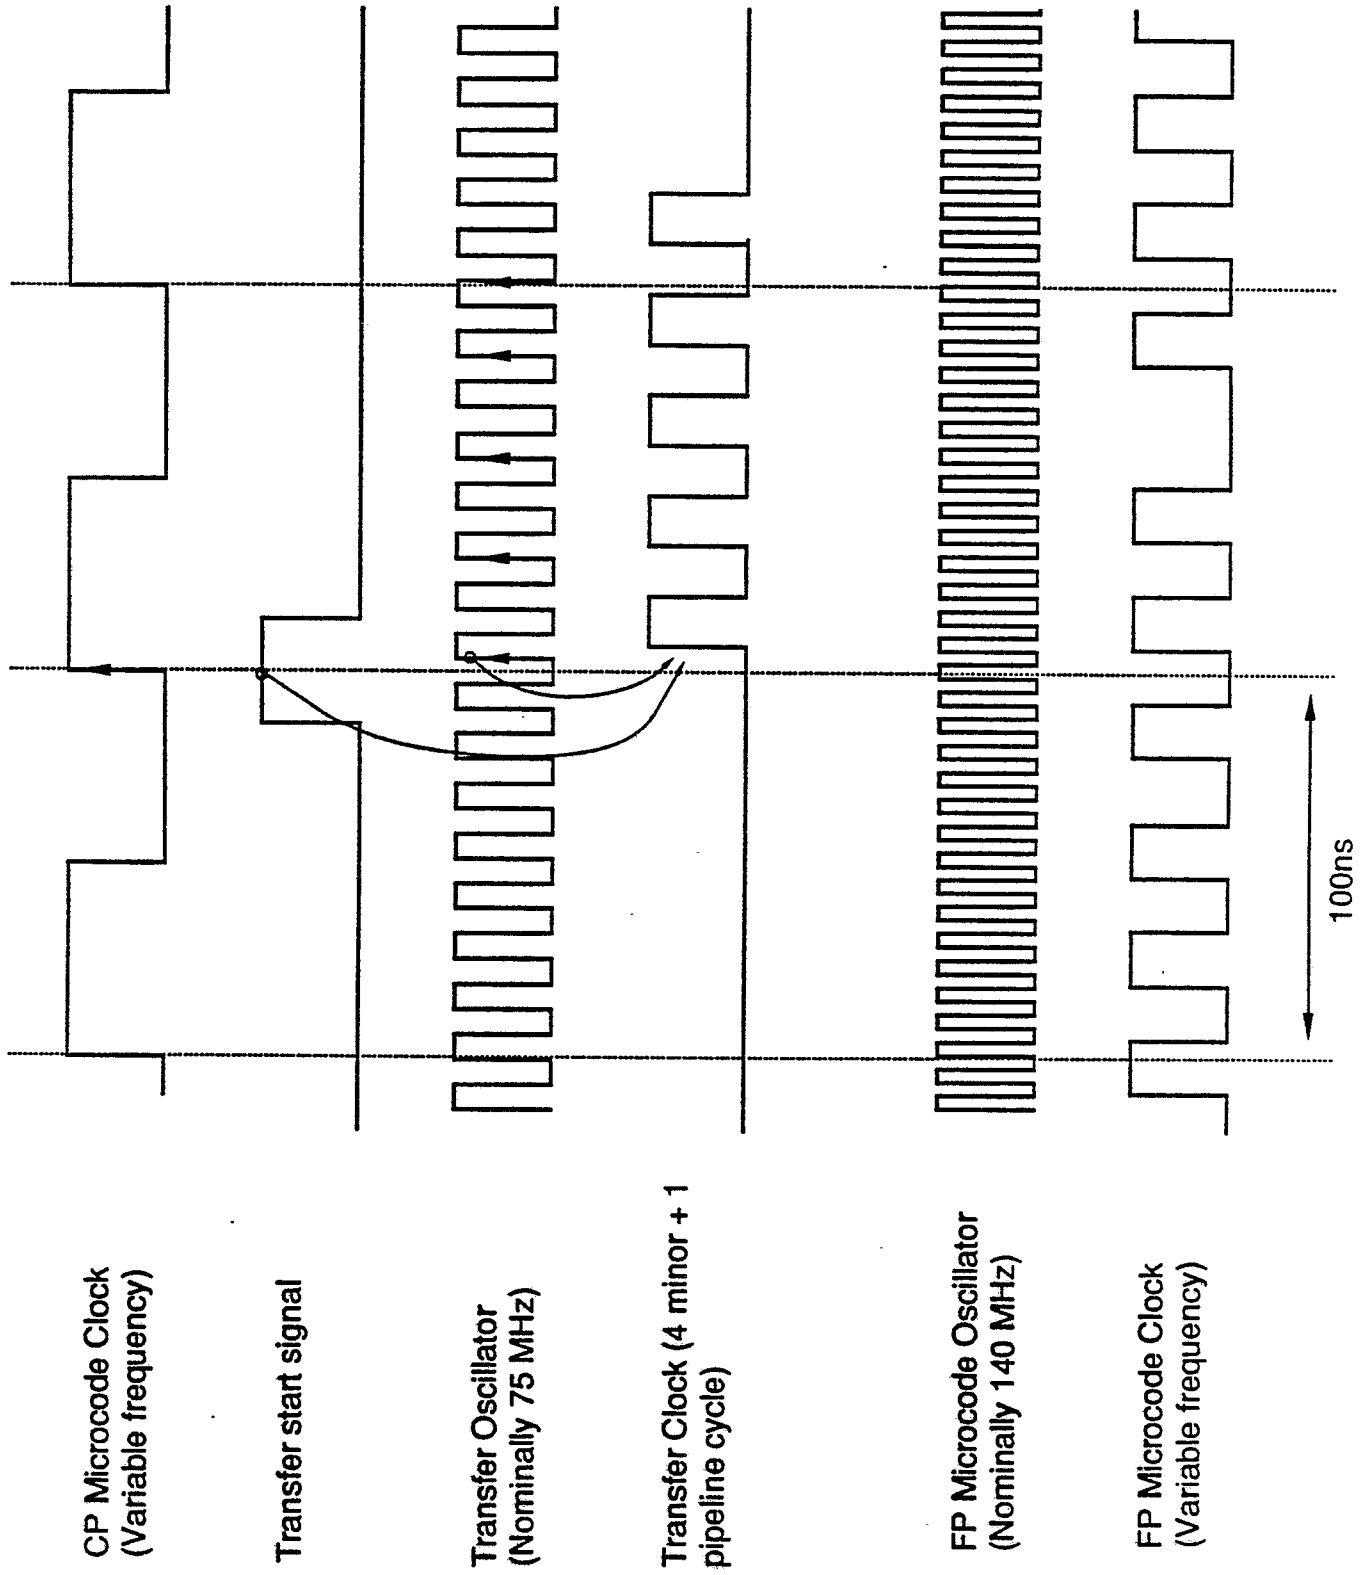 CP Microcode Clock
(Variable frequency)
Transfer start signal
Transfer Oscillator
(Nominally 75 MHz)
Transfer Clock (4 minor + 1
pipeline cycle)
FP Microcode Oscillator
(Nominally 140 MHz)
FP Microcode Clock
(Variable frequency)
100ns